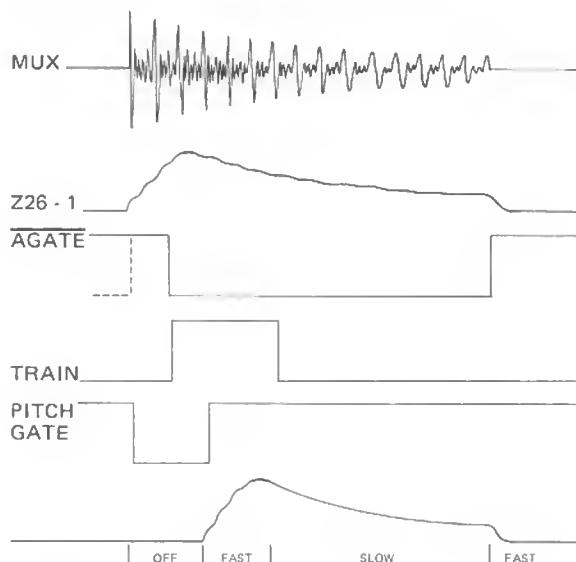 MUX
Z26 - 1
AGATE
TRAIN
PITCH
GATE
OFF FAST SLOW FAST